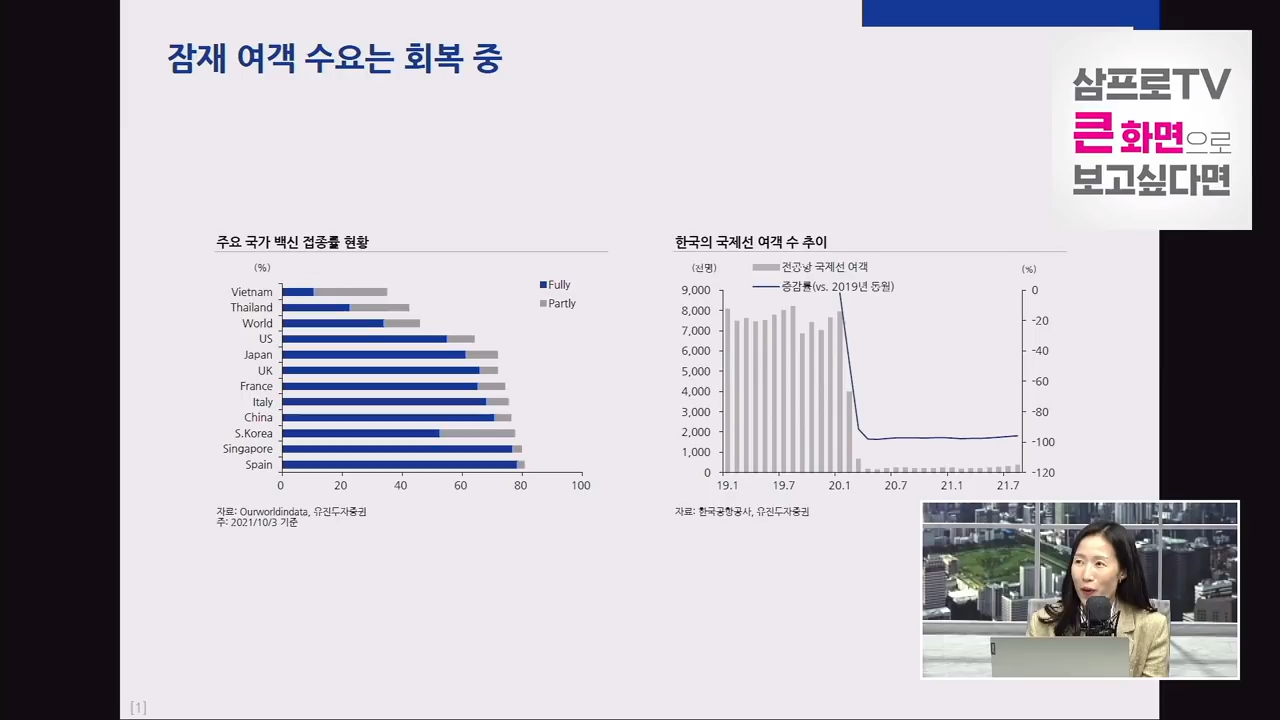 잠재 여객 수요는 회복 중
삼프로TV
큰 화면으로
보고싶다면
주요 국가 백신 접종률 현황
(%)
Fully
Partly
Vietnam
Thailand
World
US
Japan
UK
France
Italy
China
S.Korea
Singapore
Spain
0 20 40 60 80 100
자료: Ourworldindata, 유진투자증권
주: 2021/10/3 기준
한국의 국제선 여객 수 추이
(천명)
전공항 국제선 여객
증감률(vs. 2019년 동월)
(%)
9,000
8,000
7,000
6,000
5,000
4,000
3,000
2,000
1,000
0
0
-20
-40
-60
-80
-100
-120
19.1 19.7 20.1 20.7 21.1 21.7
자료: 한국공항공사, 유진투자증권
[1]